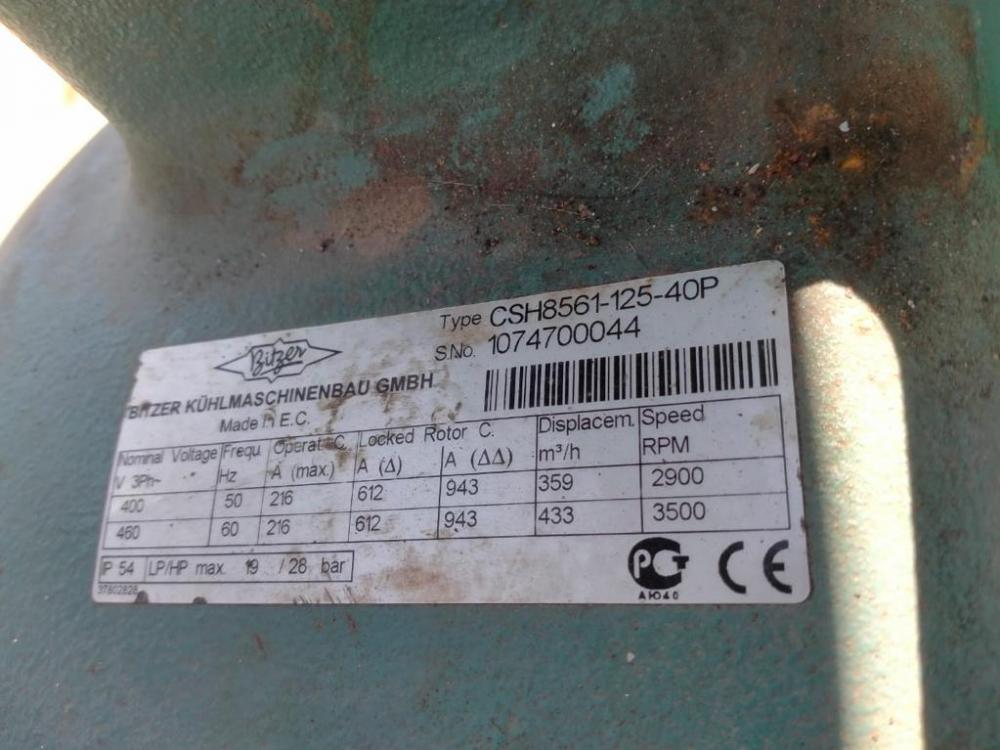 Type CSH8561-125-40P
S.No. 1074700044
Bitzer
BITZER KÜHLMASCHINENBAU GMBH
Made In E.C.
Nominal Voltage Frequ. Operat. C. Locked Rotor C. Displacem. Speed
V 3Ph~ Hz A (max.) A (Δ) A (ΔΔ) m³/h RPM
400 50 216 612 943 359 2900
460 60 216 612 943 433 3500
IP 54 LP/HP max. 19 / 28 bar
37802828
РСТ
CE